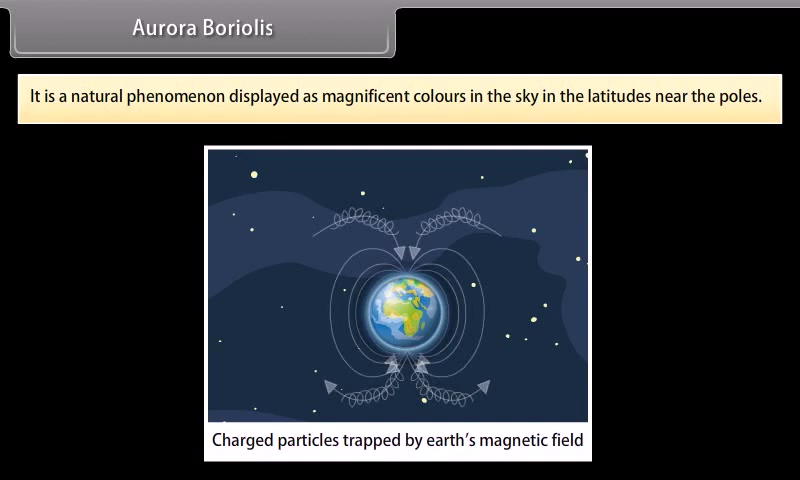 Aurora Boriolis
It is a natural phenomenon displayed as magnificent colours in the sky in the latitudes near the poles.
Charged particles trapped by earth's magnetic field